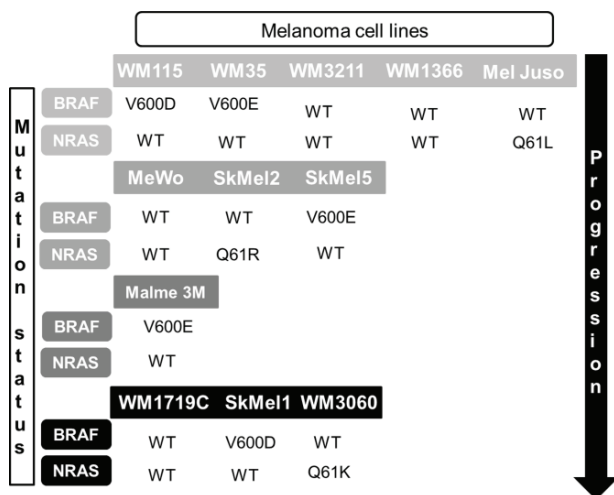 Melanoma cell lines
WM115 WM35 WM3211 WM1366 Mel Juso
BRAF V600D V600E WT WT WT
NRAS WT WT WT WT Q61L
MeWo SkMel2 SkMel5
BRAF WT WT V600E
NRAS WT Q61R WT
Malme 3M
BRAF V600E
NRAS WT
WM1719C SkMel1 WM3060
BRAF WT V600D WT
NRAS WT WT Q61K
Mutation status
Progression